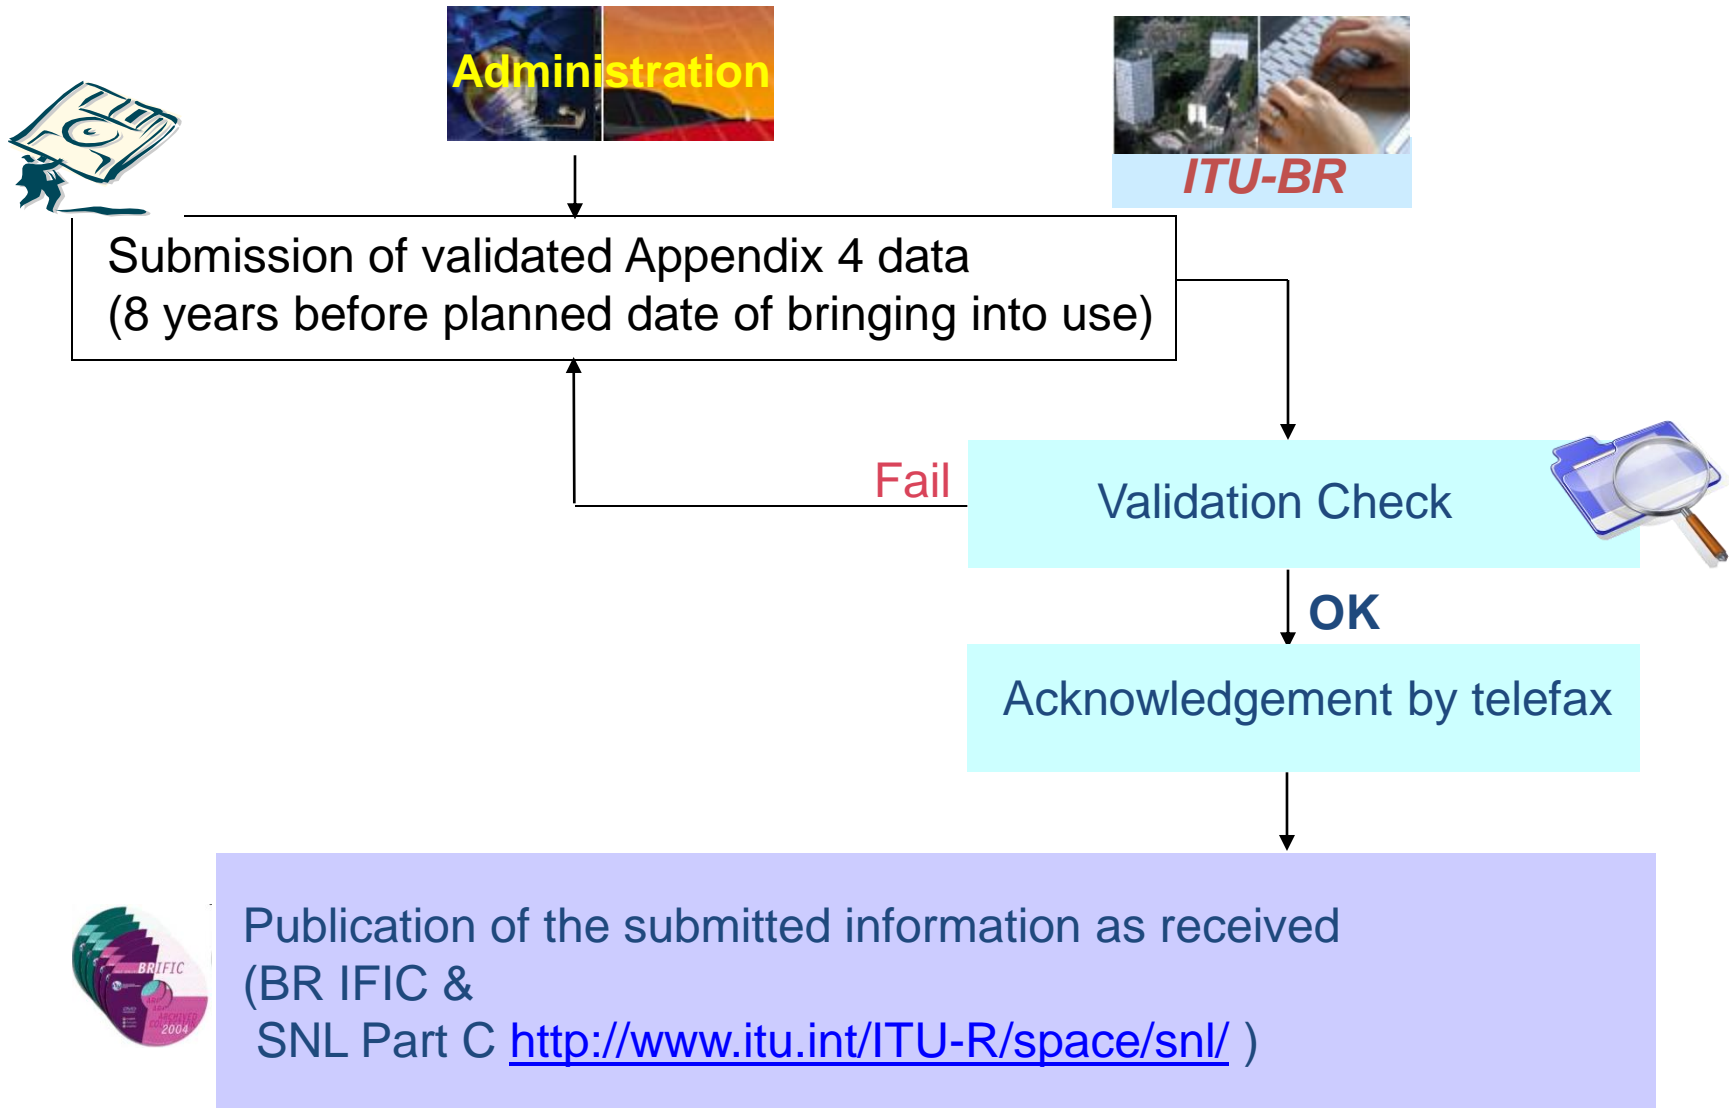 Administration
ITU-BR
Submission of validated Appendix 4 data
(8 years before planned date of bringing into use)
Fail
Validation Check
OK
Acknowledgement by telefax
Publication of the submitted information as received
(BR IFIC &
SNL Part C http://www.itu.int/ITU-R/space/snl/ )
BRIFIC
ARCHIVED
2004